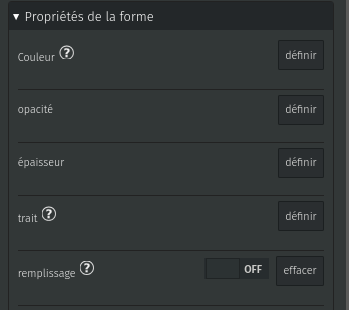 ▼ Propriétés de la forme
Couleur ? définir
opacité définir
épaisseur définir
trait ? définir
remplissage ? OFF effacer